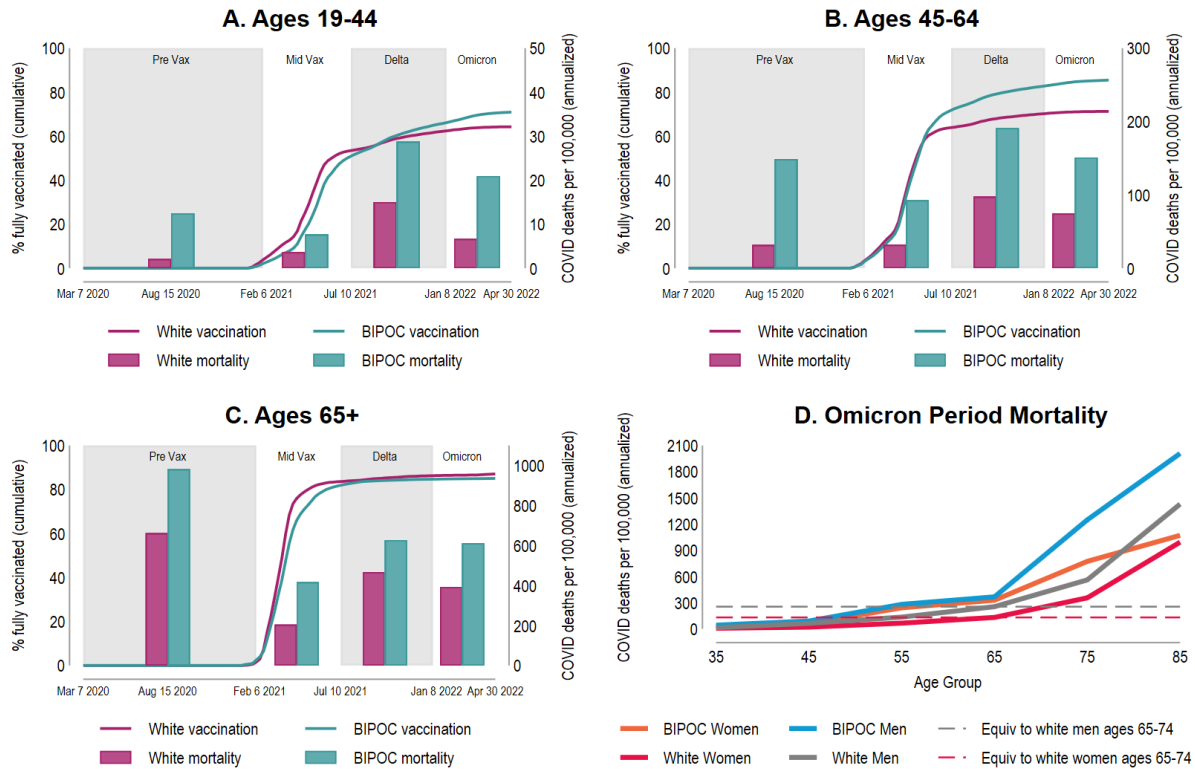 A. Ages 19-44
% fully vaccinated (cumulative)
100
80
60
40
20
0
Pre Vax
Mid Vax
Delta
Omicron
50
40
30
20
10
0
COVID deaths per 100,000 (annualized)
Mar 7 2020
Aug 15 2020
Feb 6 2021
Jul 10 2021
Jan 8 2022
Apr 30 2022
White vaccination
BIPOC vaccination
White mortality
BIPOC mortality
B. Ages 45-64
% fully vaccinated (cumulative)
100
80
60
40
20
0
Pre Vax
Mid Vax
Delta
Omicron
300
200
100
0
COVID deaths per 100,000 (annualized)
Mar 7 2020
Aug 15 2020
Feb 6 2021
Jul 10 2021
Jan 8 2022
Apr 30 2022
White vaccination
BIPOC vaccination
White mortality
BIPOC mortality
C. Ages 65+
% fully vaccinated (cumulative)
100
80
60
40
20
0
Pre Vax
Mid Vax
Delta
Omicron
1000
800
600
400
200
0
COVID deaths per 100,000 (annualized)
Mar 7 2020
Aug 15 2020
Feb 6 2021
Jul 10 2021
Jan 8 2022
Apr 30 2022
White vaccination
BIPOC vaccination
White mortality
BIPOC mortality
D. Omicron Period Mortality
COVID deaths per 100,000 (annualized)
2100
1800
1500
1200
900
600
300
0
35
45
55
65
75
85
Age Group
BIPOC Women
BIPOC Men
Equiv to white men ages 65-74
White Women
White Men
Equiv to white women ages 65-74